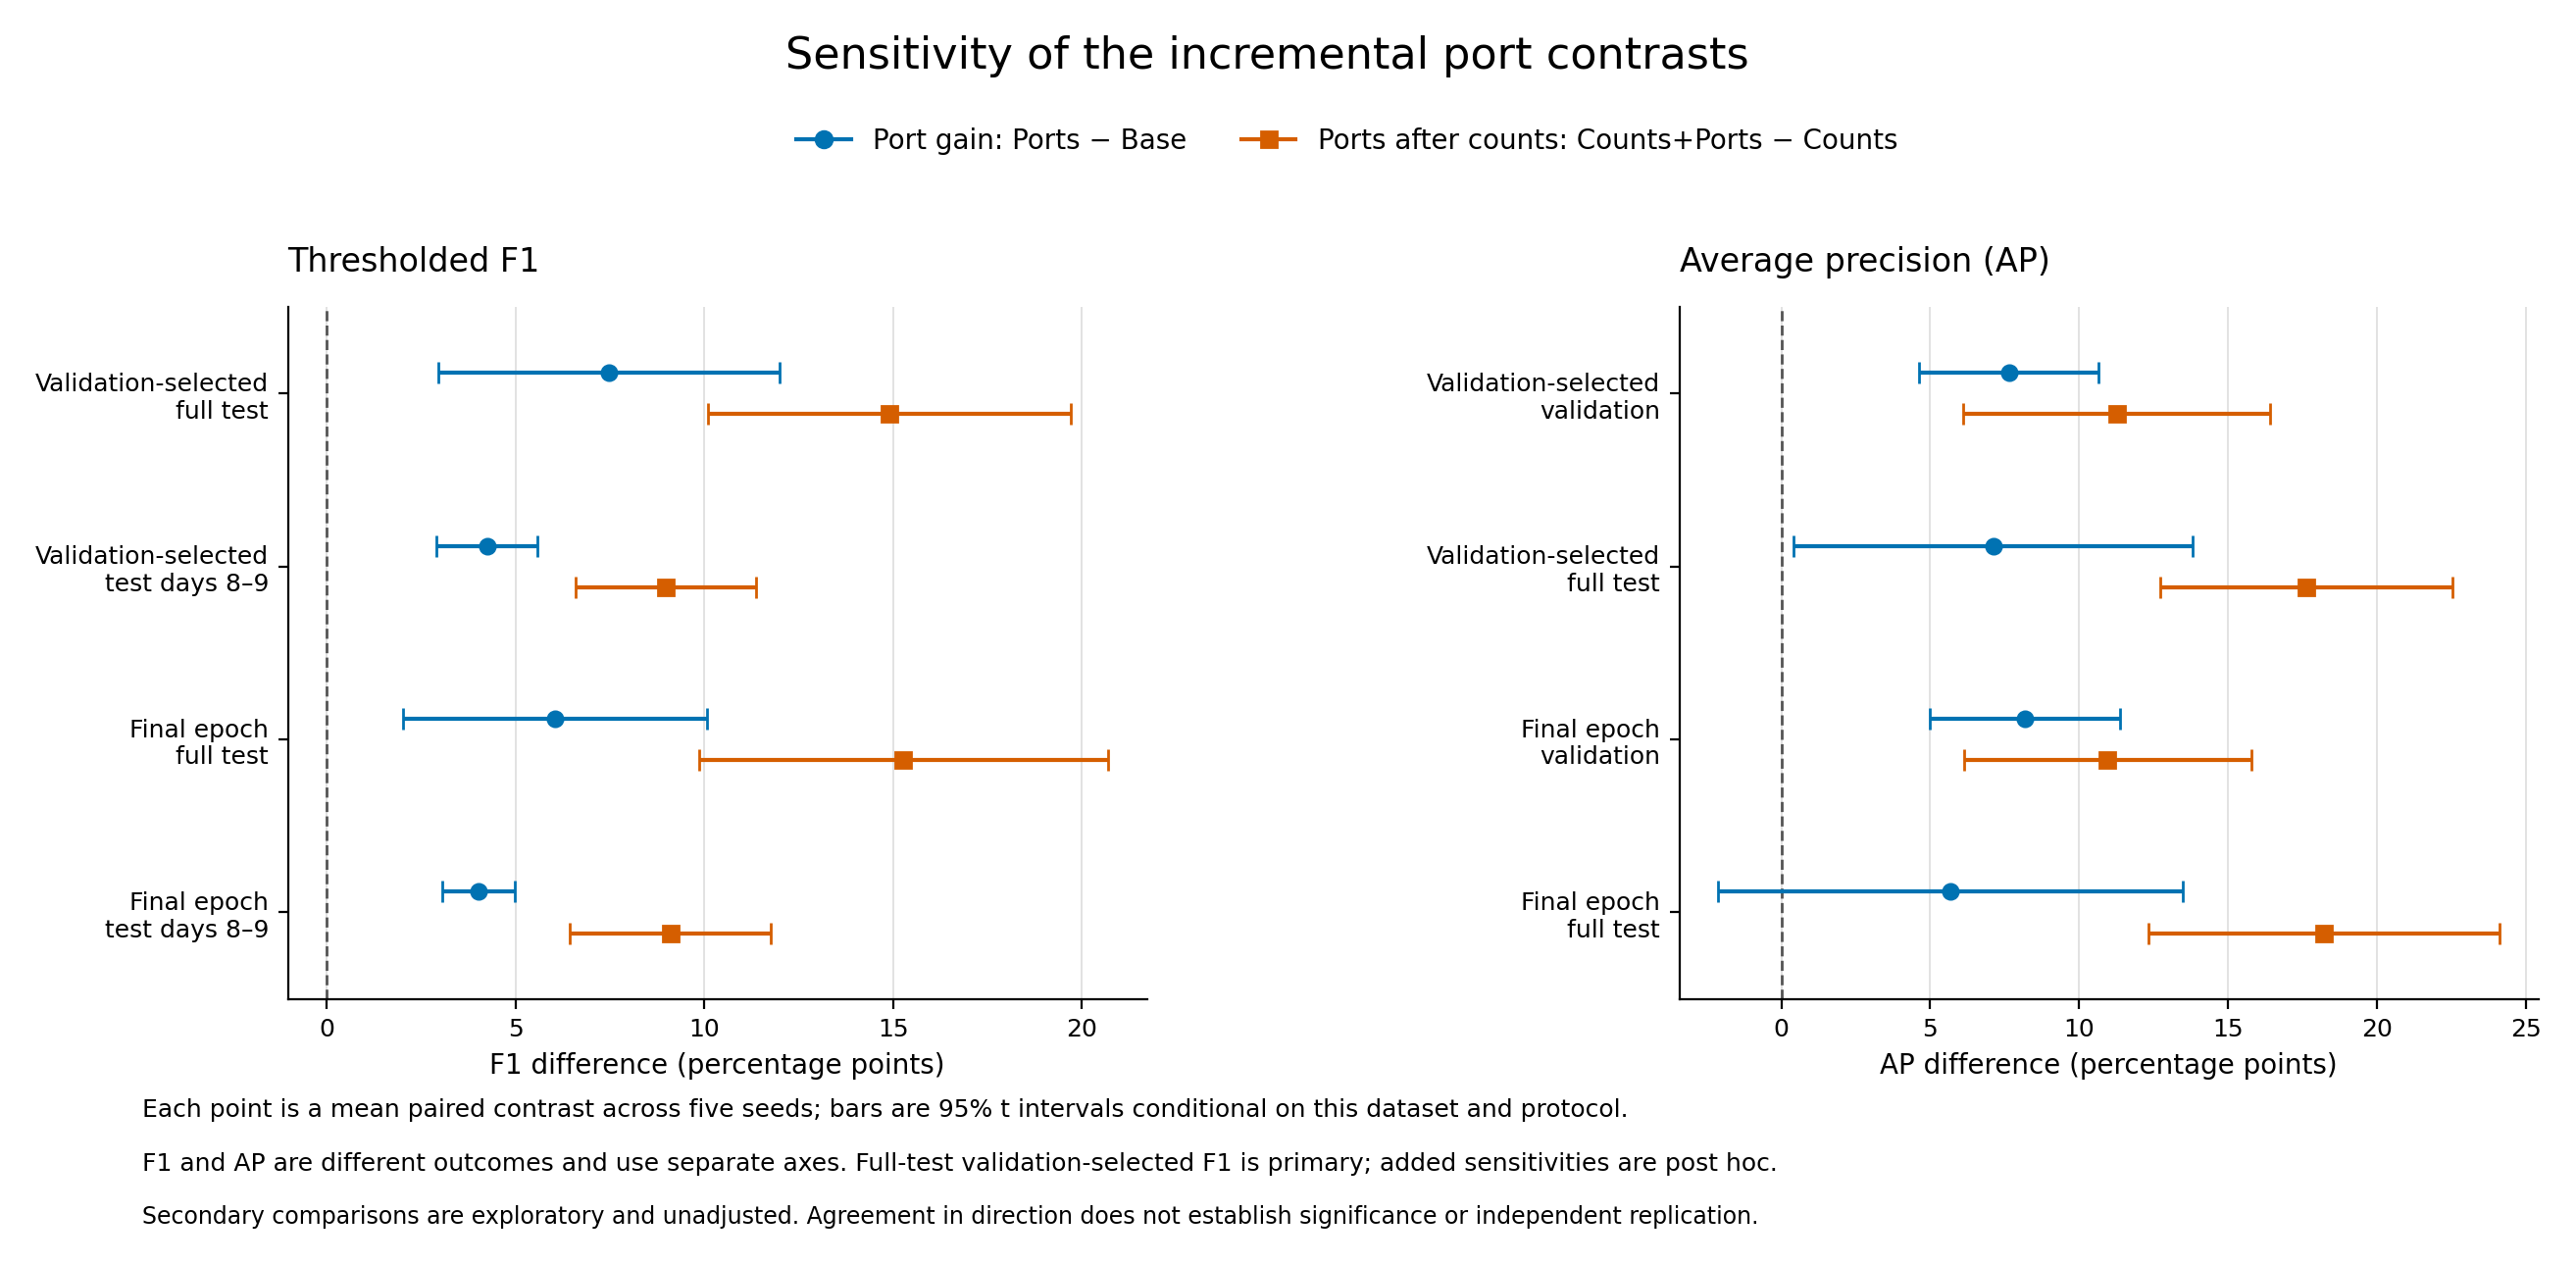 Sensitivity of the incremental port contrasts
Port gain: Ports − Base
Ports after counts: Counts+Ports − Counts
Thresholded F1
Validation-selected
full test
Validation-selected
test days 8–9
Final epoch
full test
Final epoch
test days 8–9
0 5 10 15 20
F1 difference (percentage points)
Average precision (AP)
Validation-selected
validation
Validation-selected
full test
Final epoch
validation
Final epoch
full test
0 5 10 15 20 25
AP difference (percentage points)
Each point is a mean paired contrast across five seeds; bars are 95% t intervals conditional on this dataset and protocol.
F1 and AP are different outcomes and use separate axes. Full-test validation-selected F1 is primary; added sensitivities are post hoc.
Secondary comparisons are exploratory and unadjusted. Agreement in direction does not establish significance or independent replication.